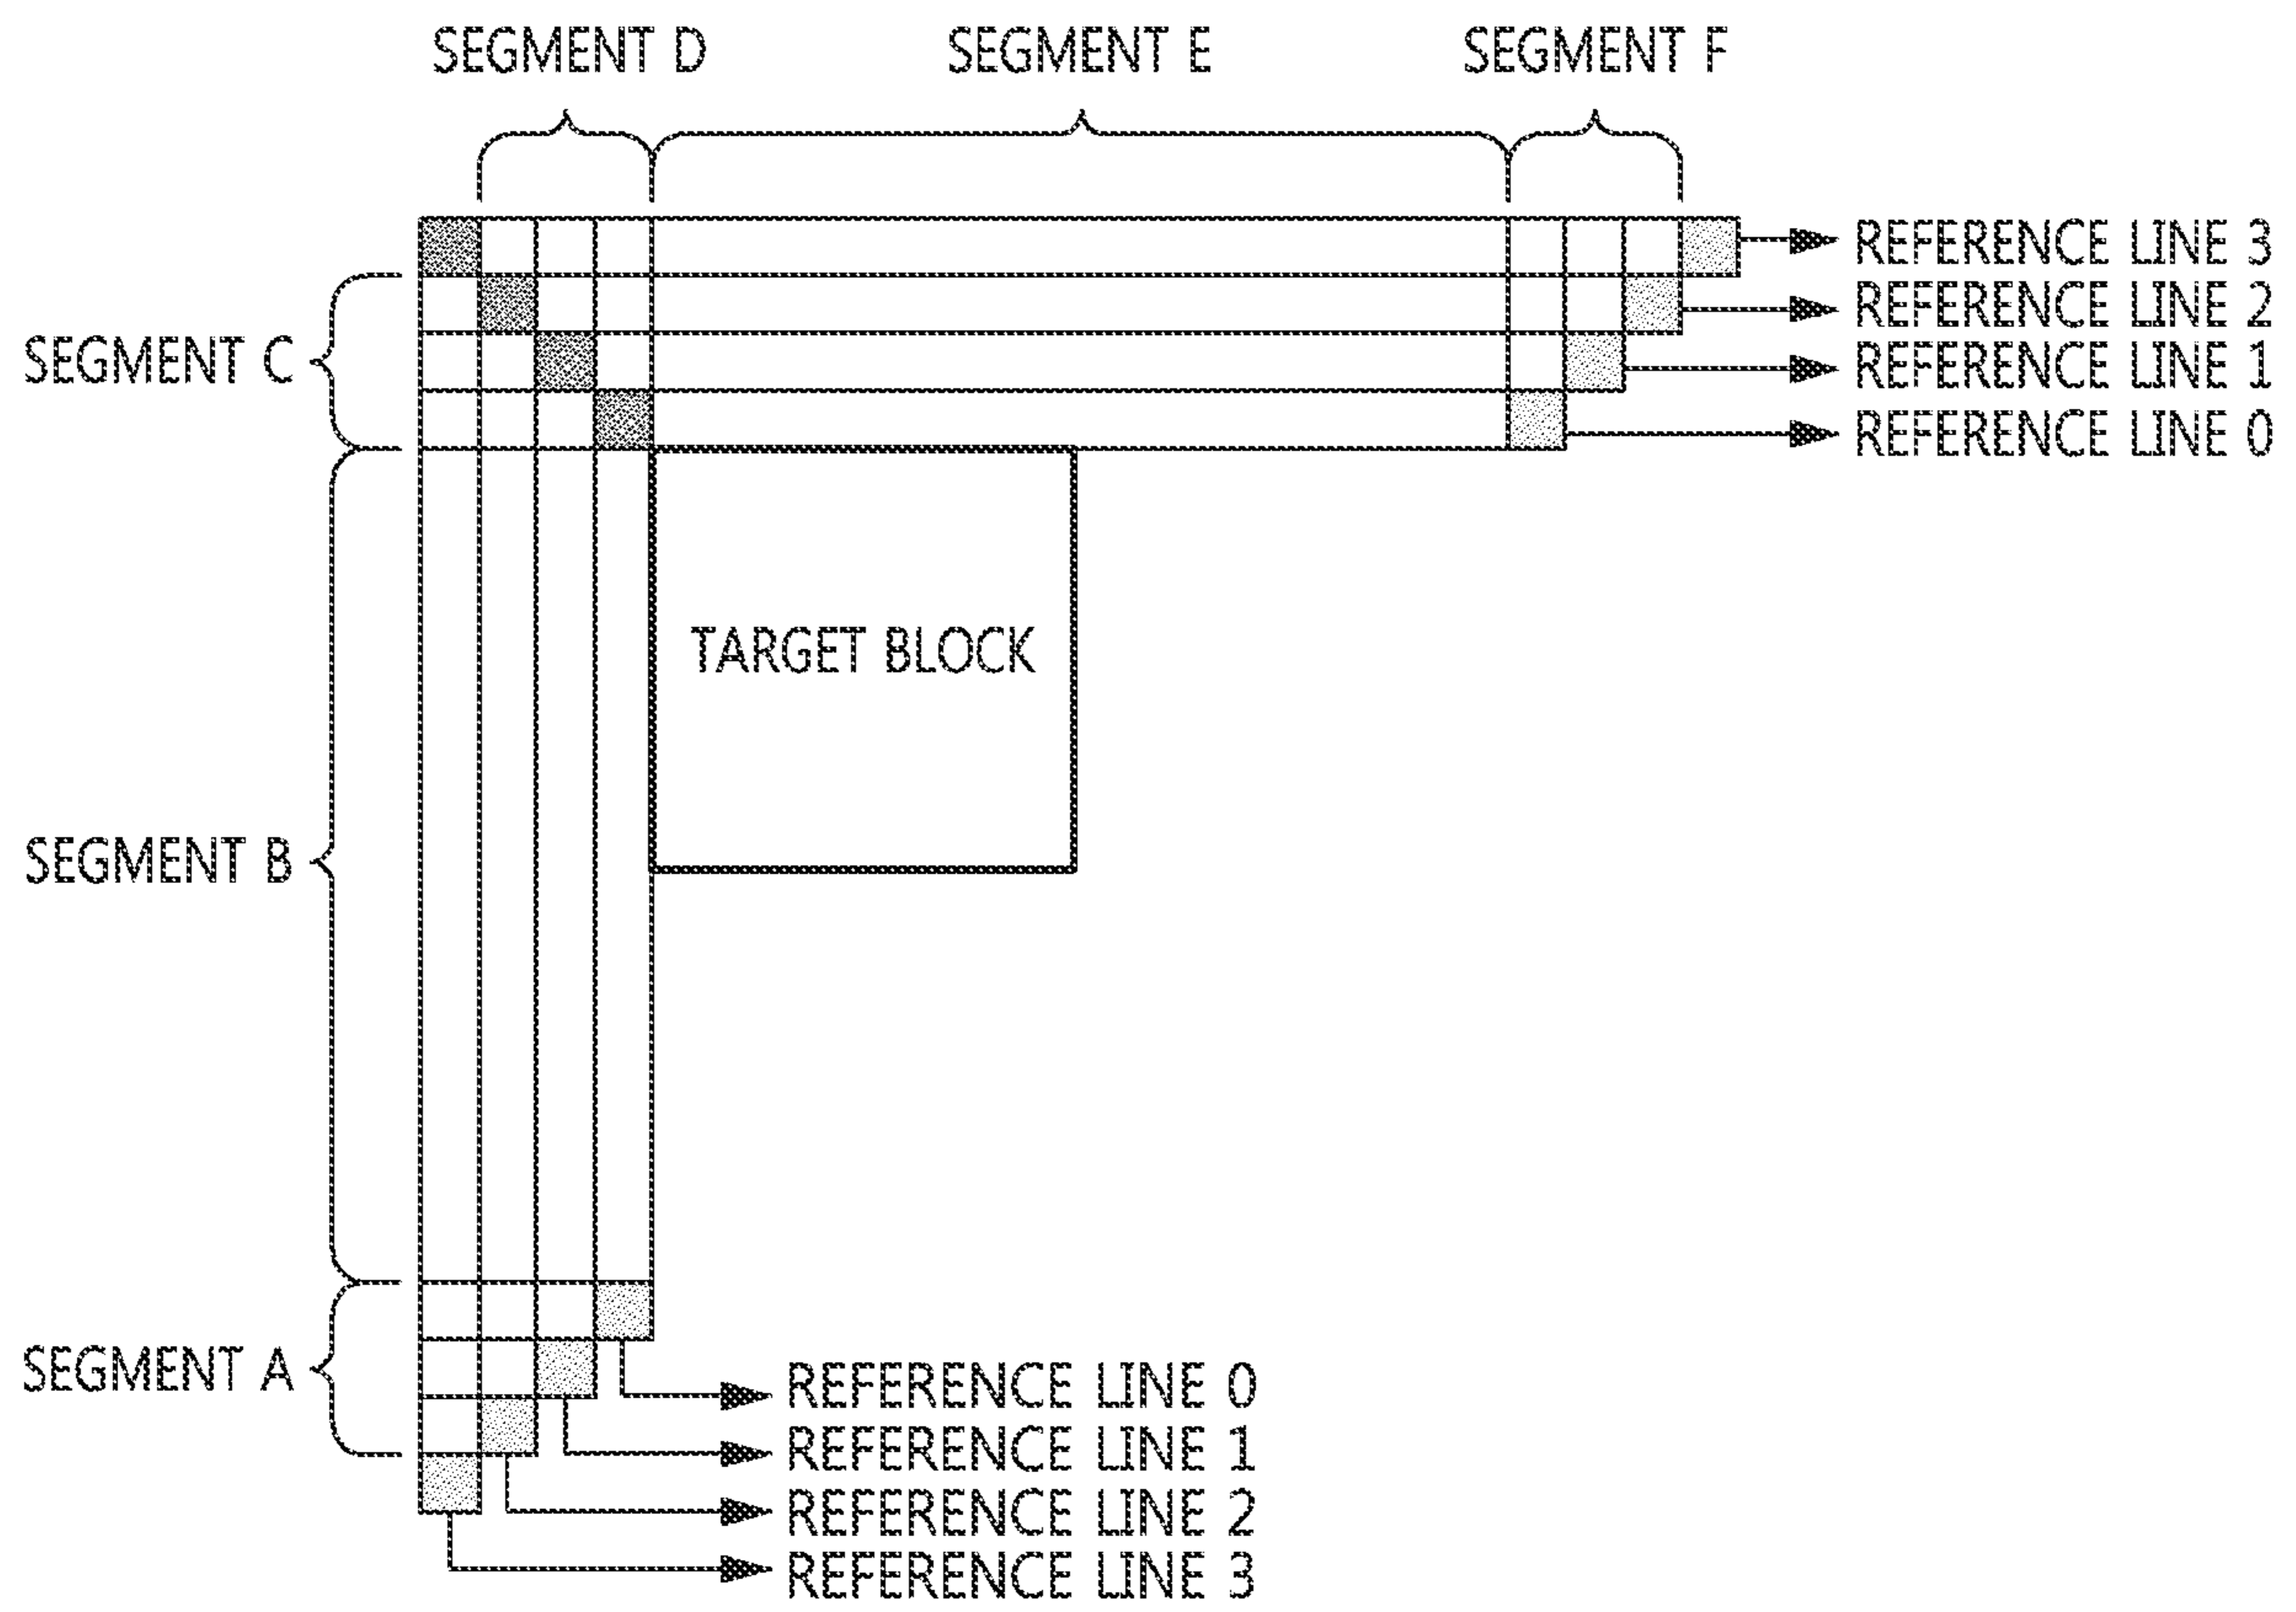 SEGMENT D
SEGMENT E
SEGMENT F
REFERENCE LINE 3
REFERENCE LINE 2
REFERENCE LINE 1
REFERENCE LINE 0
SEGMENT C
TARGET BLOCK
SEGMENT B
SEGMENT A
REFERENCE LINE 0
REFERENCE LINE 1
REFERENCE LINE 2
REFERENCE LINE 3